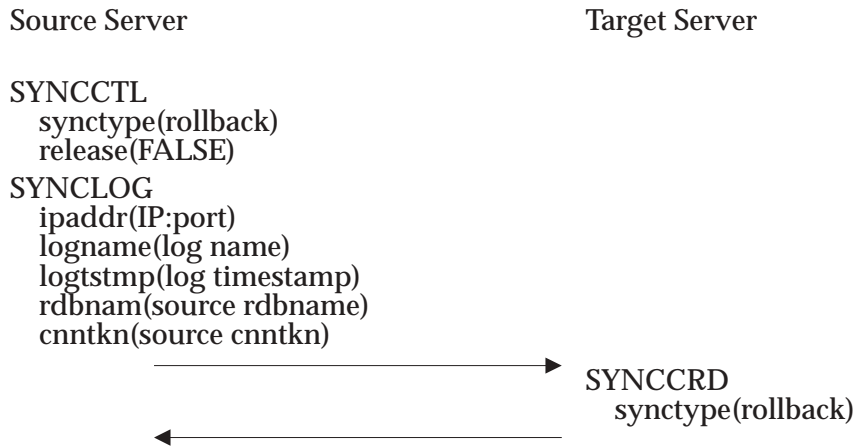 Source Server
Target Server
SYNCCTL
synctype(rollback)
release(FALSE)
SYNCLOG
ipaddr(IP:port)
logname(log name)
logtstmp(log timestamp)
rdbnam(source rdbname)
cnntkn(source cnntkn)
SYNCCRD
synctype(rollback)